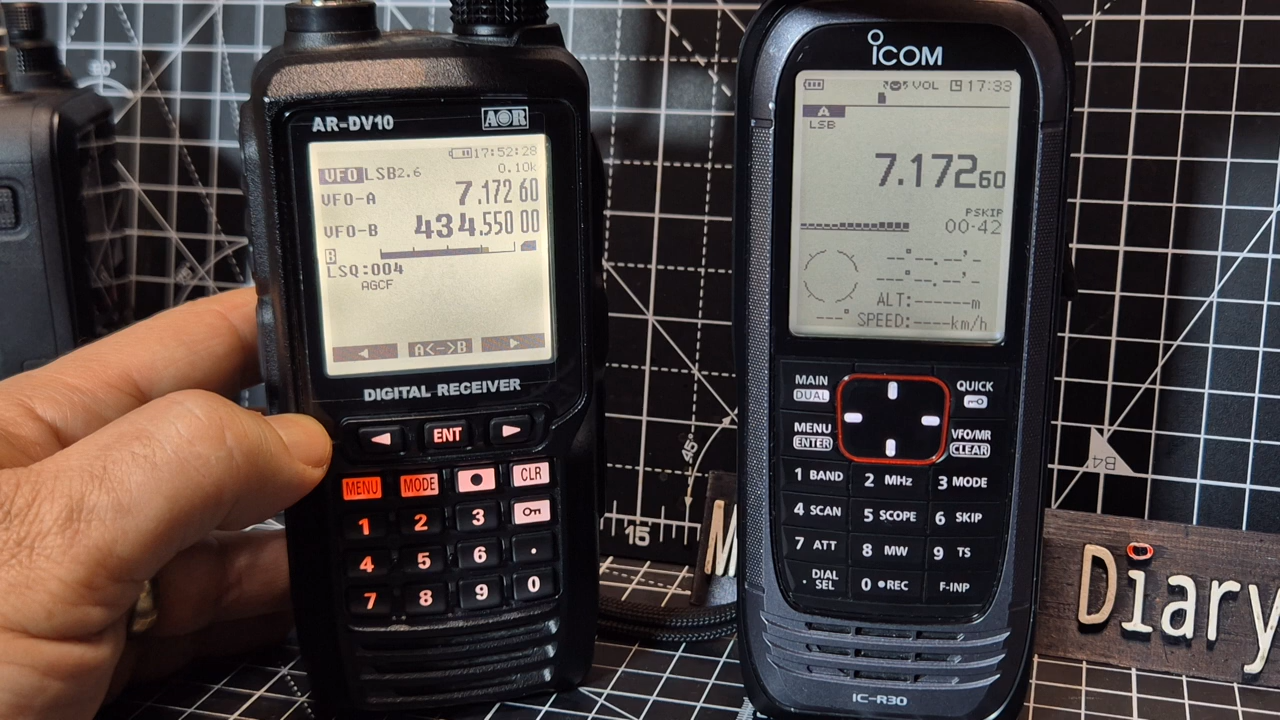 AR-DV10
AOR
17:52:28
VFO LSB2.6 0.10k
VFO-A 7.172 60
VFO-B 434.550 00
B
LSQ:004
AGCF
A<->B
DIGITAL RECEIVER
ENT
MENU MODE CLR
1 2 3
4 5 6 .
7 8 9 0
ICOM
VOL 17:33
A
LSB
7.17260
PSKIP
00-42
---°--.--'-
---°--.--'-
ALT:------m
---° SPEED:----km/h
MAIN
DUAL
QUICK
MENU
ENTER
VFO/MR
CLEAR
1 BAND 2 MHz 3 MODE
4 SCAN 5 SCOPE 6 SKIP
7 ATT 8 MW 9 TS
. DIAL SEL 0 REC F-INP
IC-R30
45°
15
B4
M
Diary